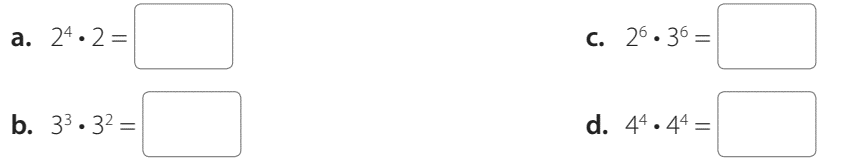 a. 2⁴ • 2 =
b. 3³ • 3² =
c. 2⁶ • 3⁶ =
d. 4⁴ • 4⁴ =